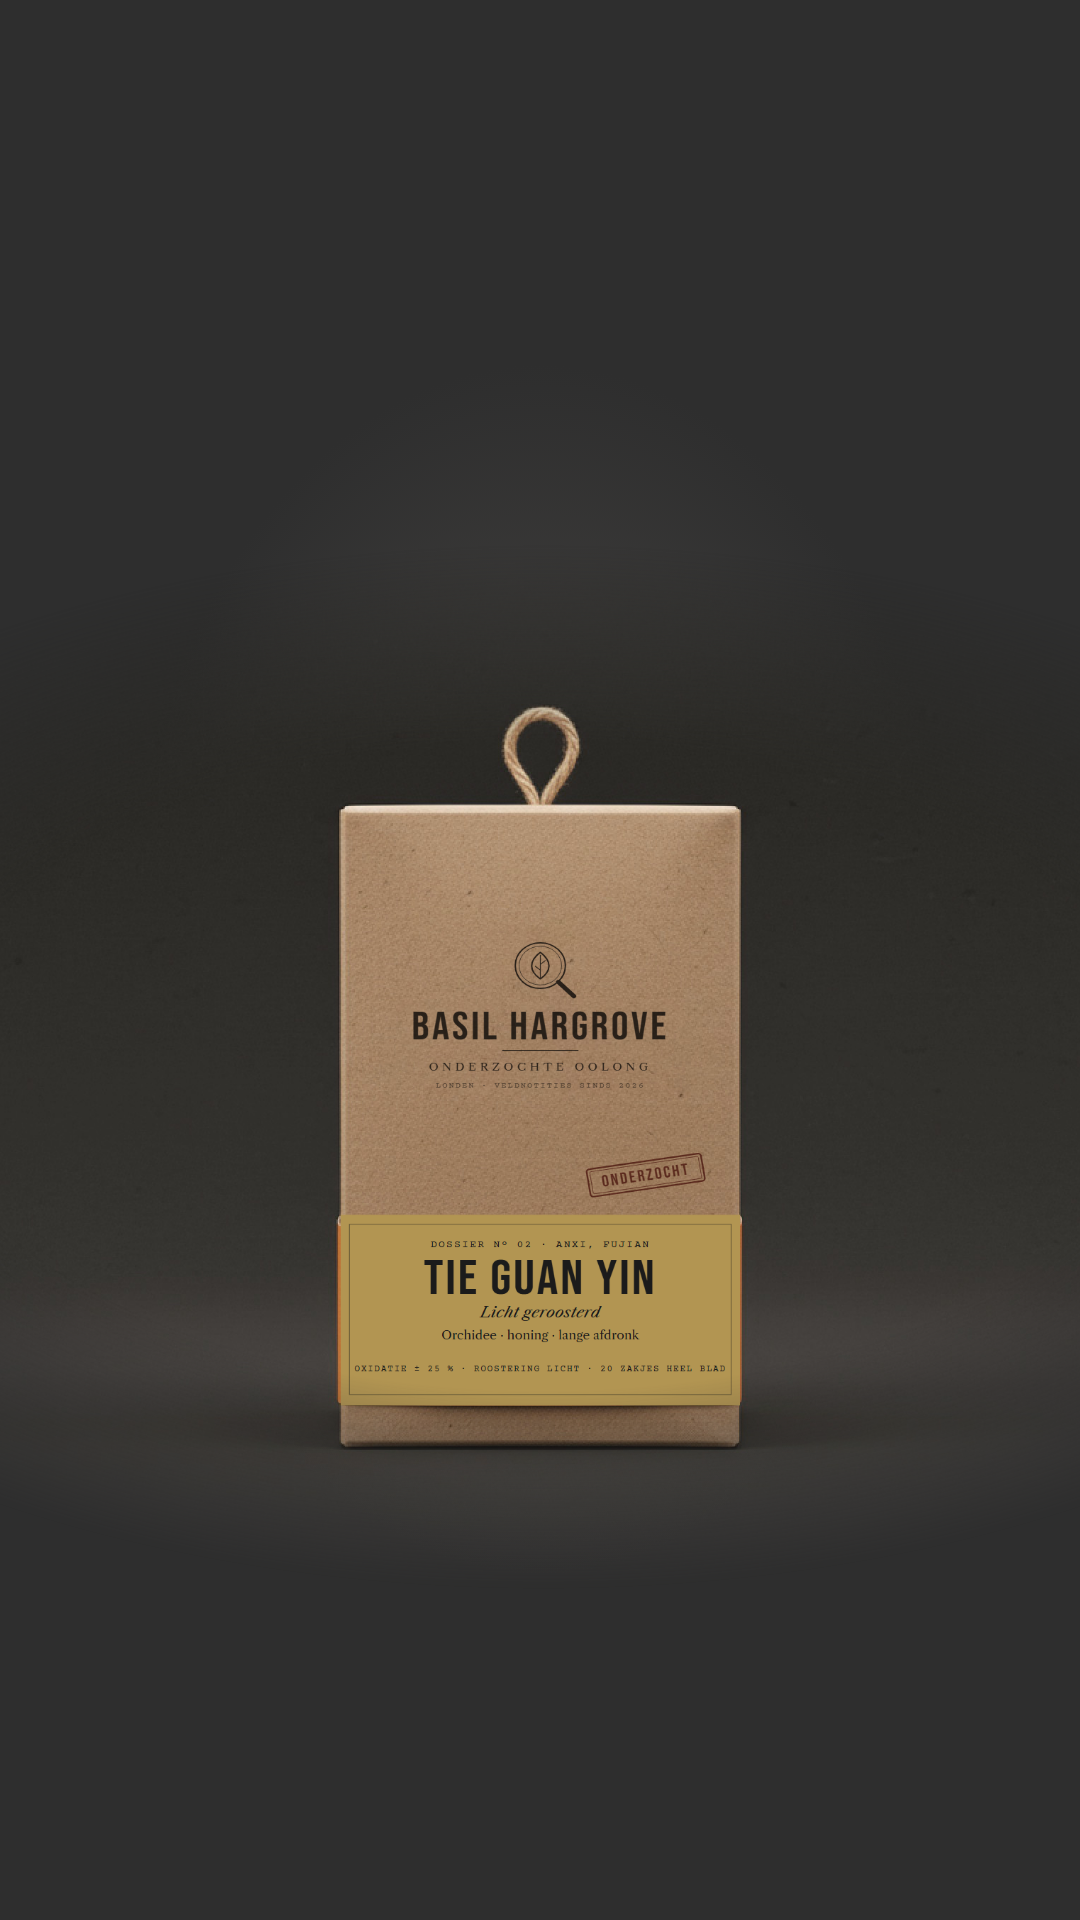 BASIL HARGROVE
ONDERZOCHTE OOLONG
LONDEN · VELDNOTITIES SINDS 2026
ONDERZOCHT
DOSSIER Nº 02 · ANXI, FUJIAN
TIE GUAN YIN
Licht geroosterd
Orchidee · honing · lange afdronk
OXIDATIE ± 25 % · ROOSTERING LICHT · 20 ZAKJES HEEL BLAD